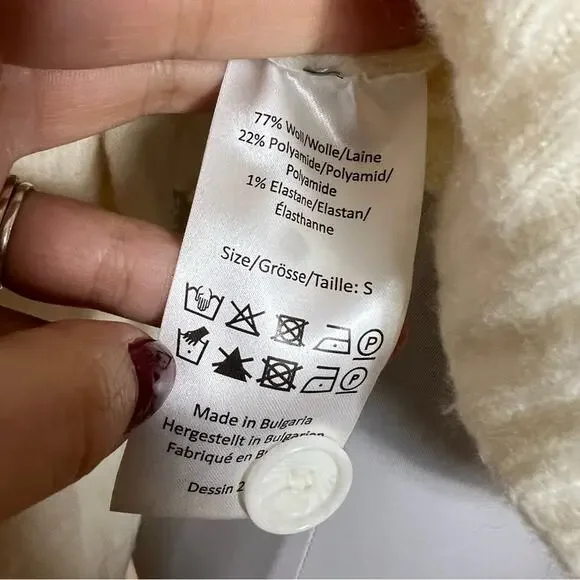 77% Wool/Wolle/Laine
22% Polyamide/Polyamid/
Polyamide
1% Elastane/Elastan/
Élasthanne
Size/Grösse/Taille: S
P
P
Made in Bulgaria
Hergestellt in Bulgarien
Fabriqué en
Dessin 2